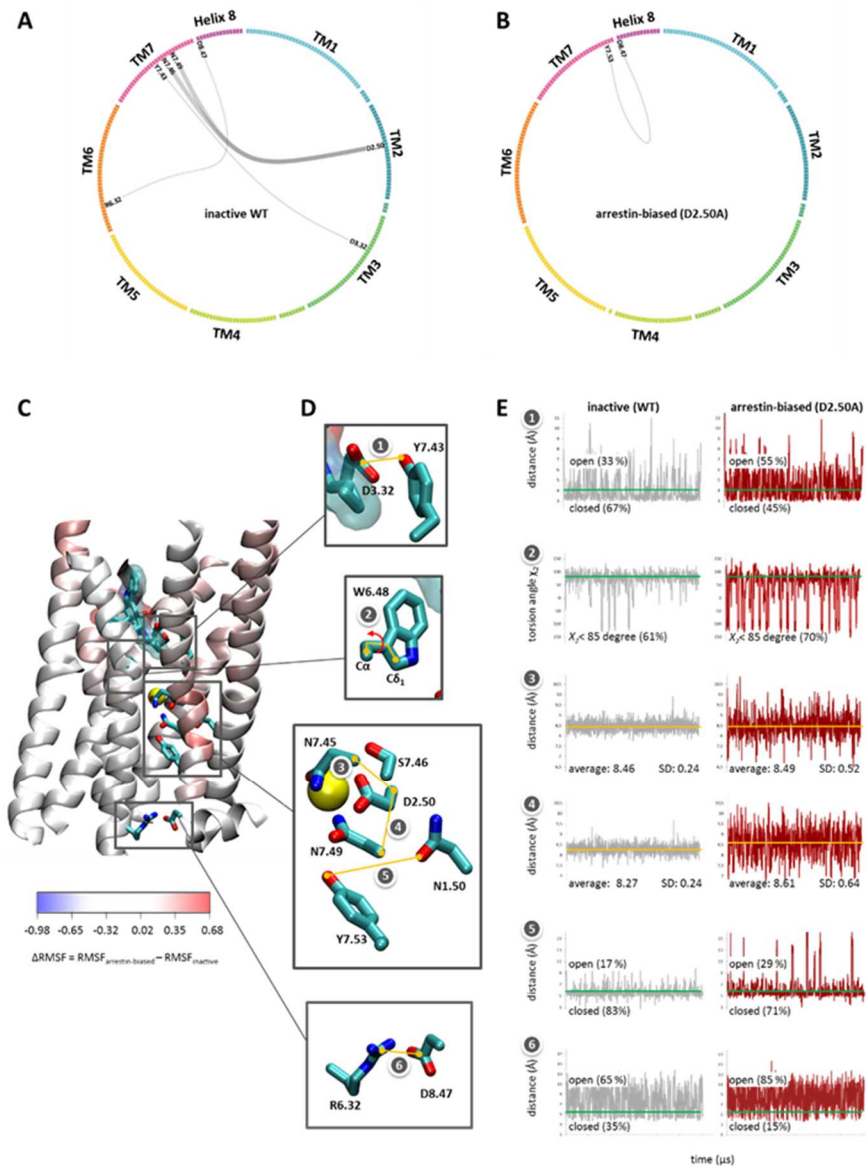 A
Helix 8
TM7
TM1
D8.47
N7.49
N7.46
Y7.43
TM2
D2.50
TM6
R6.32
inactive WT
D3.32
TM3
TM5
TM4
B
Helix 8
TM7
TM1
D8.47
Y7.53
TM2
TM6
arrestin-biased (D2.50A)
TM3
TM5
TM4
C
-0.98 -0.65 -0.32 0.02 0.35 0.68
ΔRMSF = RMSFarrestin-biased – RMSFinactive
D
1
Y7.43
D3.32
W6.48
2
Cα
Cδ1
N7.45
S7.46
3
D2.50
4
N7.49
5
N1.50
Y7.53
6
R6.32
D8.47
E
inactive (WT) arrestin-biased (D2.50A)
1
distance (Å)
open (33 %) open (55 %)
closed (67%) closed (45%)
2
torsion angle χ2
X2< 85 degree (61%) X2< 85 degree (70%)
3
distance (Å)
average: 8.46 SD: 0.24 average: 8.49 SD: 0.52
4
distance (Å)
average: 8.27 SD: 0.24 average: 8.61 SD: 0.64
5
distance (Å)
open (17 %) open (29 %)
closed (83%) closed (71%)
6
distance (Å)
open (65 %) open (85 %)
closed (35%) closed (15%)
time (µs)